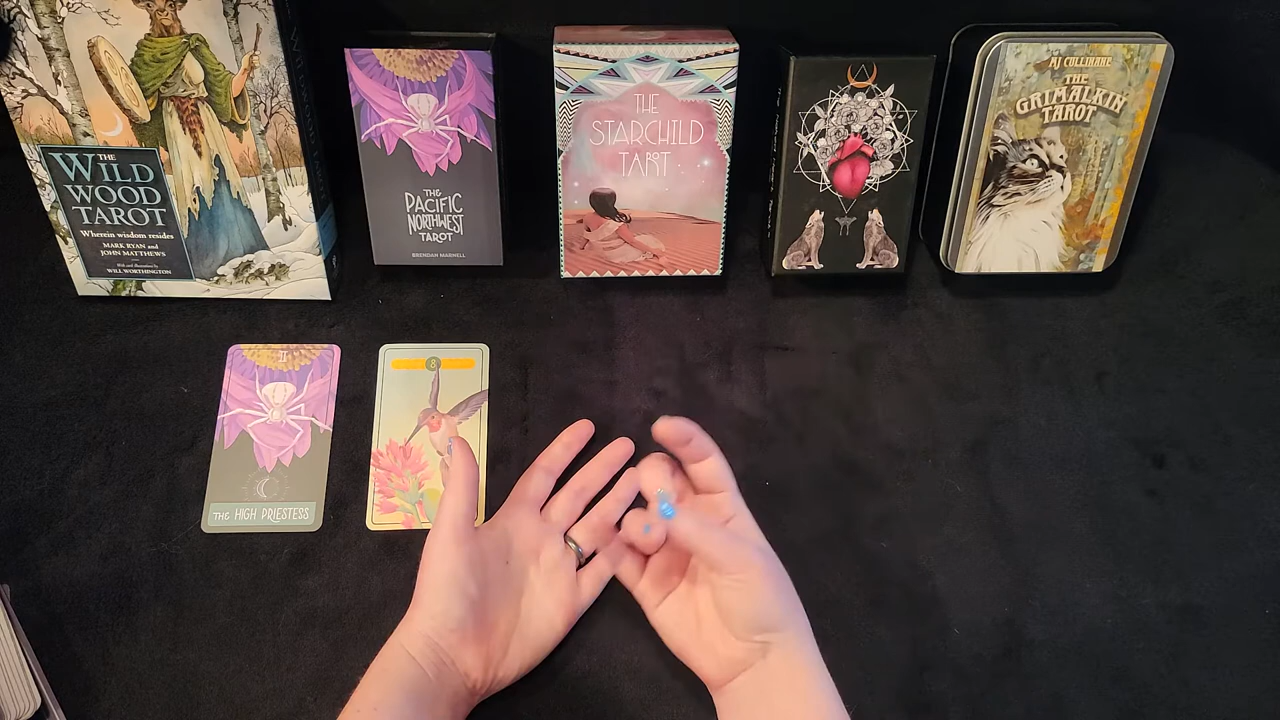 THE
WILD
WOOD
TAROT
Wherein wisdom resides
MARK RYAN and
JOHN MATTHEWS
WILL WORTHINGTON
THE
PACIFIC
NORTHWEST
TAROT
BRENDAN MARNELL
THE
STARCHILD
TAROT
AJ CULLINANE
THE
GRIMALKIN
TAROT
II
THE HIGH PRIESTESS
8